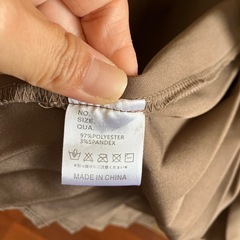 NO.
SIZE:
QUA:
97%POLYESTER
3%SPANDEX
MADE IN CHINA